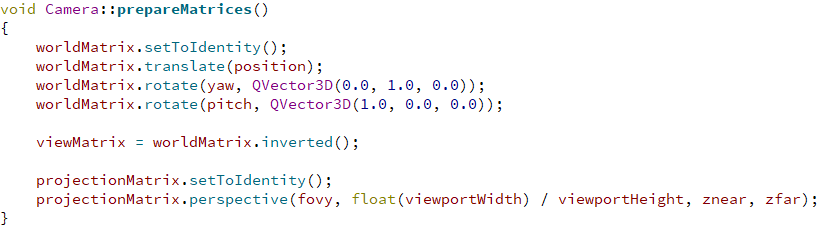 void Camera::prepareMatrices()
{
    worldMatrix.setToIdentity();
    worldMatrix.translate(position);
    worldMatrix.rotate(yaw, QVector3D(0.0, 1.0, 0.0));
    worldMatrix.rotate(pitch, QVector3D(1.0, 0.0, 0.0));

    viewMatrix = worldMatrix.inverted();

    projectionMatrix.setToIdentity();
    projectionMatrix.perspective(fovy, float(viewportWidth) / viewportHeight, znear, zfar);
}